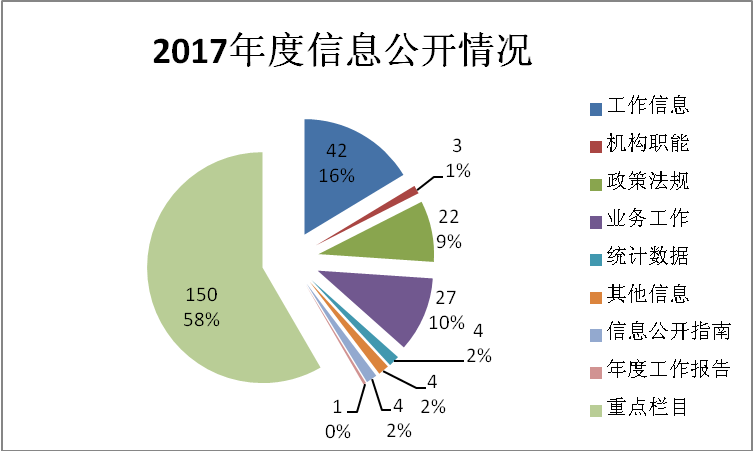 2017年度信息公开情况
42
16%
3
1%
22
9%
27
10%
4
2%
4
2%
4
2%
1
0%
150
58%
工作信息
机构职能
政策法规
业务工作
统计数据
其他信息
信息公开指南
年度工作报告
重点栏目